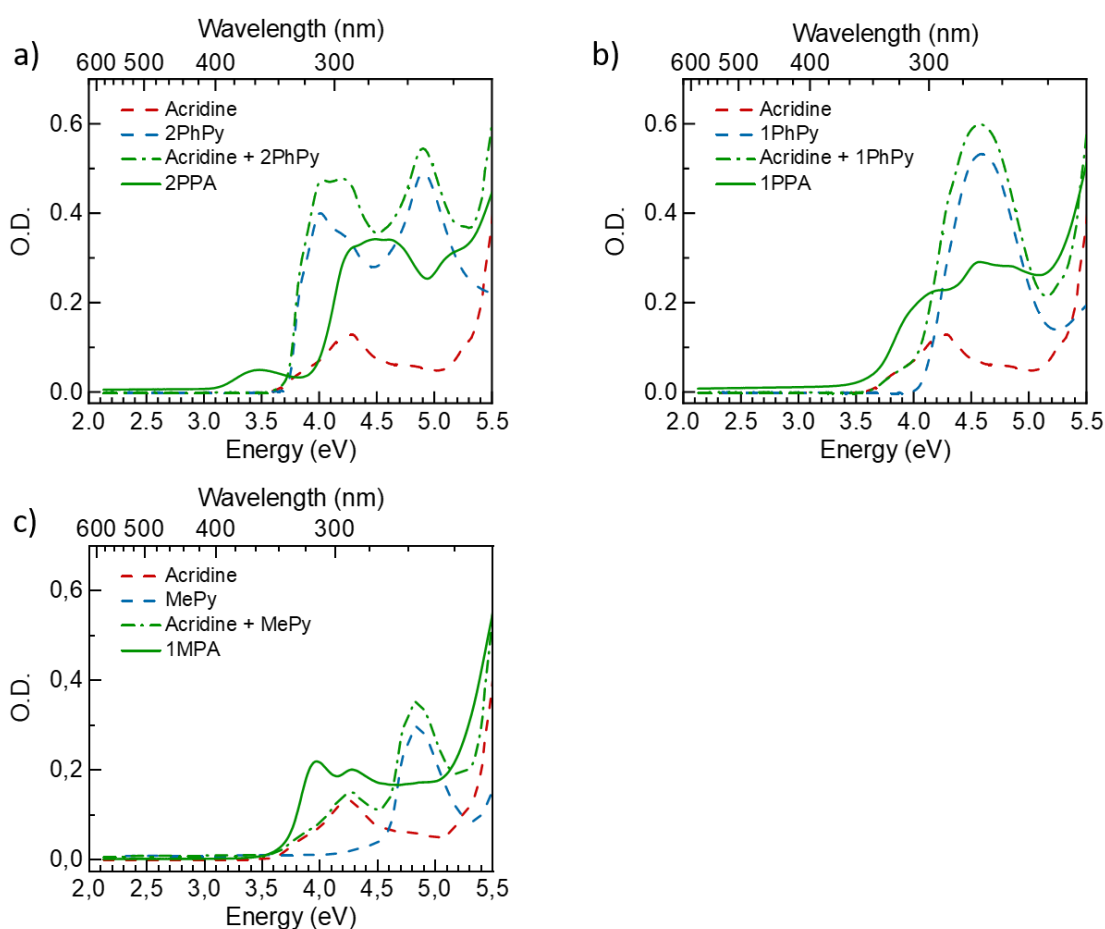 a)
Wavelength (nm)
600 500 400 300
Acridine
2PhPy
Acridine + 2PhPy
2PPA
O.D.
0.6
0.4
0.2
0.0
2.0 2.5 3.0 3.5 4.0 4.5 5.0 5.5
Energy (eV)
b)
Wavelength (nm)
600 500 400 300
Acridine
1PhPy
Acridine + 1PhPy
1PPA
O.D.
0.6
0.4
0.2
0.0
2.0 2.5 3.0 3.5 4.0 4.5 5.0 5.5
Energy (eV)
c)
Wavelength (nm)
600 500 400 300
Acridine
MePy
Acridine + MePy
1MPA
O.D.
0,6
0,4
0,2
0,0
2,0 2,5 3,0 3,5 4,0 4,5 5,0 5,5
Energy (eV)